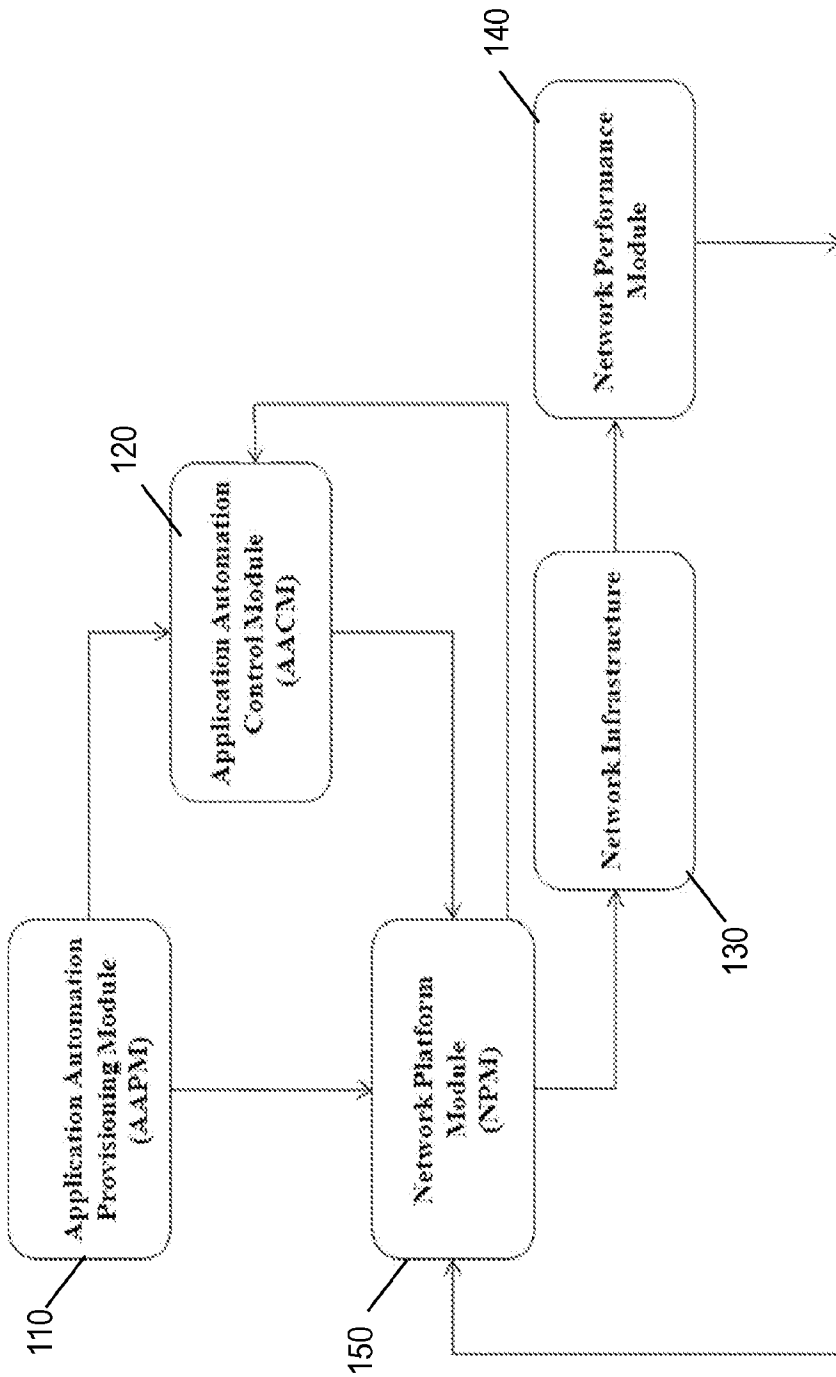 110
Application Automation
Provisioning Module
(AAPM)
120
Application Automation
Control Module
(AACM)
150
Network Platform
Module
(NPM)
130
Network Infrastructure
140
Network Performance
Module